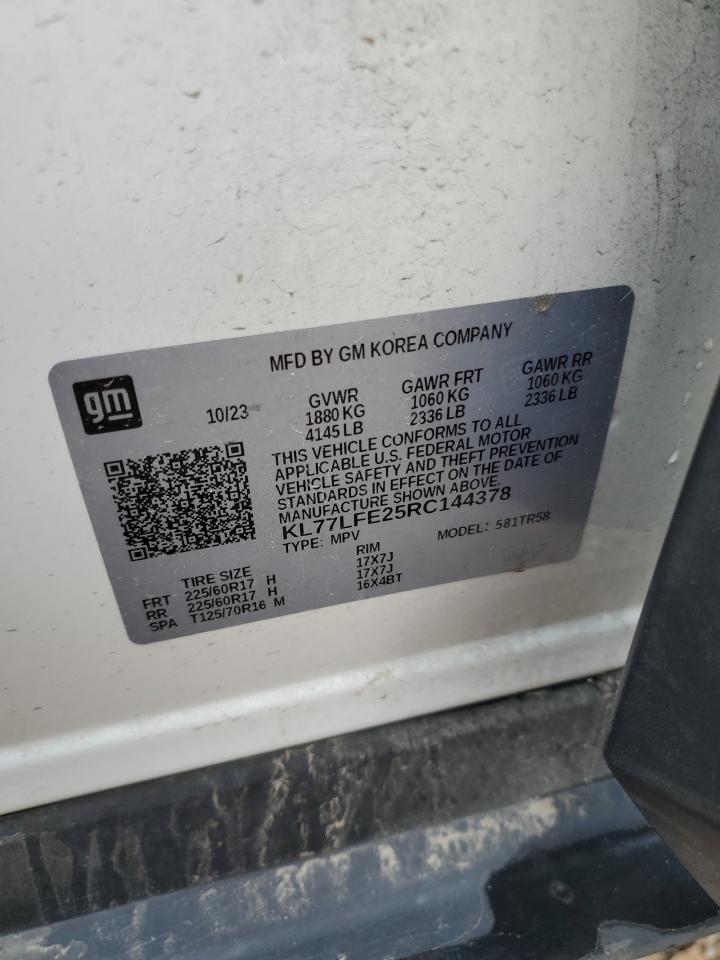 MFD BY GM KOREA COMPANY
gm
10/23
GVWR GAWR FRT GAWR RR
1880 KG 1060 KG 1060 KG
4145 LB 2336 LB 2336 LB
THIS VEHICLE CONFORMS TO ALL
APPLICABLE U.S. FEDERAL MOTOR
VEHICLE SAFETY AND THEFT PREVENTION
STANDARDS IN EFFECT ON THE DATE OF
MANUFACTURE SHOWN ABOVE.
KL77LFE25RC144378
TYPE: MPV MODEL: 581TR58
TIRE SIZE RIM
FRT 225/60R17 H 17X7J
RR 225/60R17 H 17X7J
SPA T125/70R16 M 16X4BT